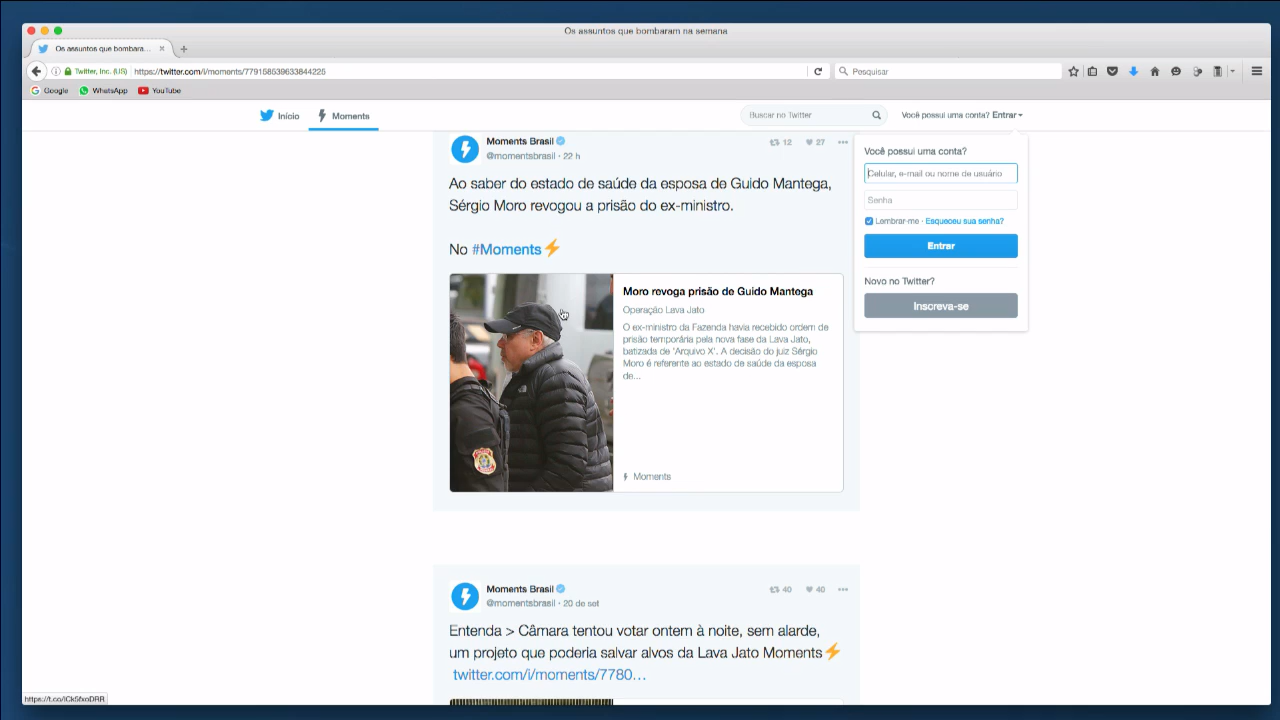 Os assuntos que bombaram na semana
Os assuntos que bombara...
Twitter, Inc. (US)
https://twitter.com/i/moments/779158539633844225
Pesquisar
Google
WhatsApp
YouTube
Início
Moments
Buscar no Twitter
Você possui uma conta? Entrar
Moments Brasil
@momentsbrasil · 22 h
12
27
Ao saber do estado de saúde da esposa de Guido Mantega,
Sérgio Moro revogou a prisão do ex-ministro.
No #Moments⚡
Moro revoga prisão de Guido Mantega
Operação Lava Jato
O ex-ministro da Fazenda havia recebido ordem de
prisão temporária pela nova fase da Lava Jato,
batizada de 'Arquivo X'. A decisão do juiz Sérgio
Moro é referente ao estado de saúde da esposa
de...
Moments
Você possui uma conta?
Celular, e-mail ou nome de usuário
Senha
Lembrar-me · Esqueceu sua senha?
Entrar
Novo no Twitter?
Inscreva-se
Moments Brasil
@momentsbrasil · 20 de set
40
40
Entenda > Câmara tentou votar ontem à noite, sem alarde,
um projeto que poderia salvar alvos da Lava Jato Moments⚡
twitter.com/i/moments/7780…
https://t.co/iCk5fxoDRR